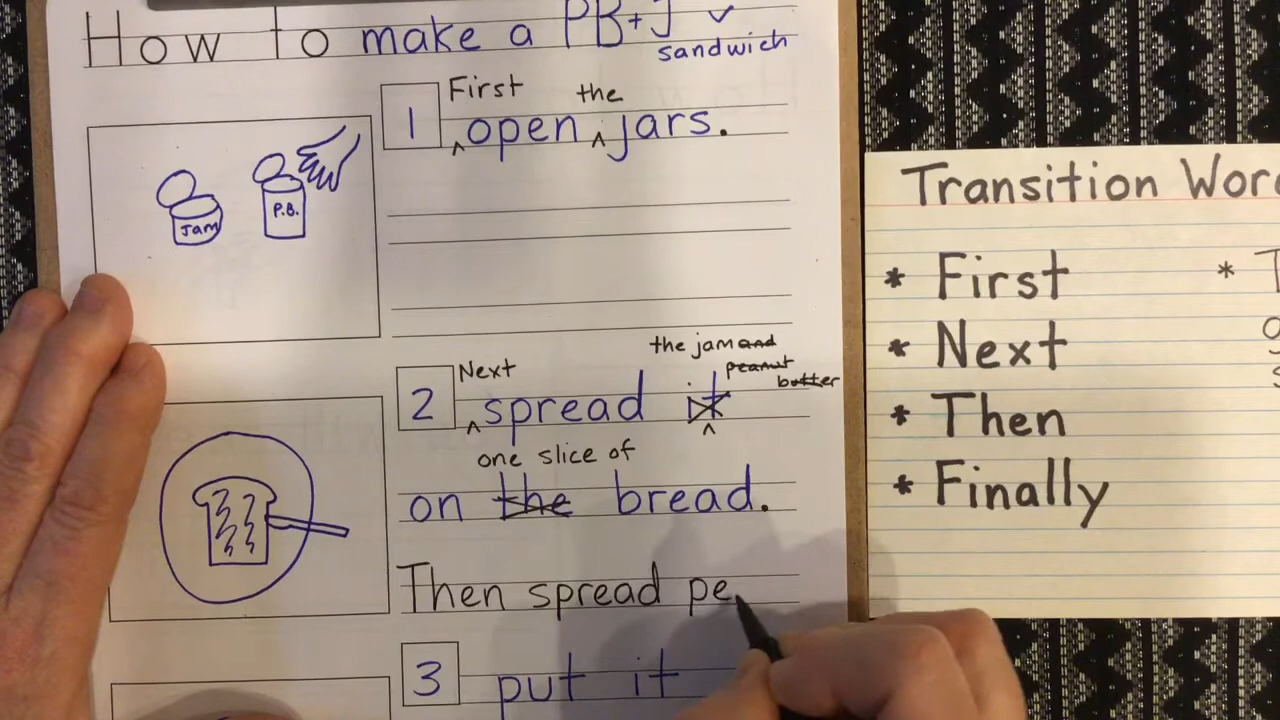 How to make a PB+J
sandwich
First the
1 open jars.
Jam P.B.
the jam and
Next peanut
butter
2 spread it
one slice of
on the bread.
Then spread pe
3 put it
Transition
* First
* Next
* Then
* Finally